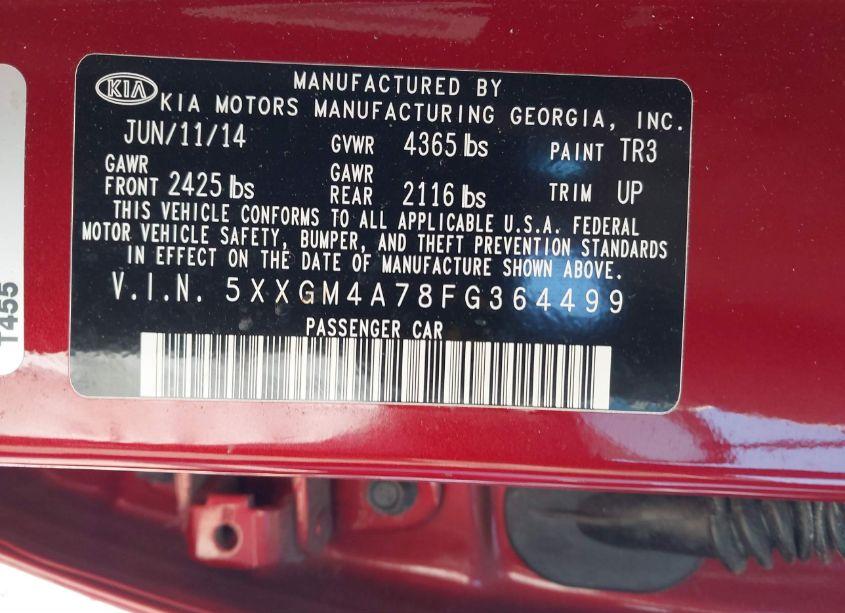 KIA
MANUFACTURED BY
KIA MOTORS MANUFACTURING GEORGIA, INC.
JUN/11/14 GVWR 4365 lbs PAINT TR3
GAWR FRONT 2425 lbs GAWR REAR 2116 lbs TRIM UP
THIS VEHICLE CONFORMS TO ALL APPLICABLE U.S.A. FEDERAL
MOTOR VEHICLE SAFETY, BUMPER, AND THEFT PREVENTION STANDARDS
IN EFFECT ON THE DATE OF MANUFACTURE SHOWN ABOVE.
V.I.N. 5XXGM4A78FG364499
PASSENGER CAR
T455